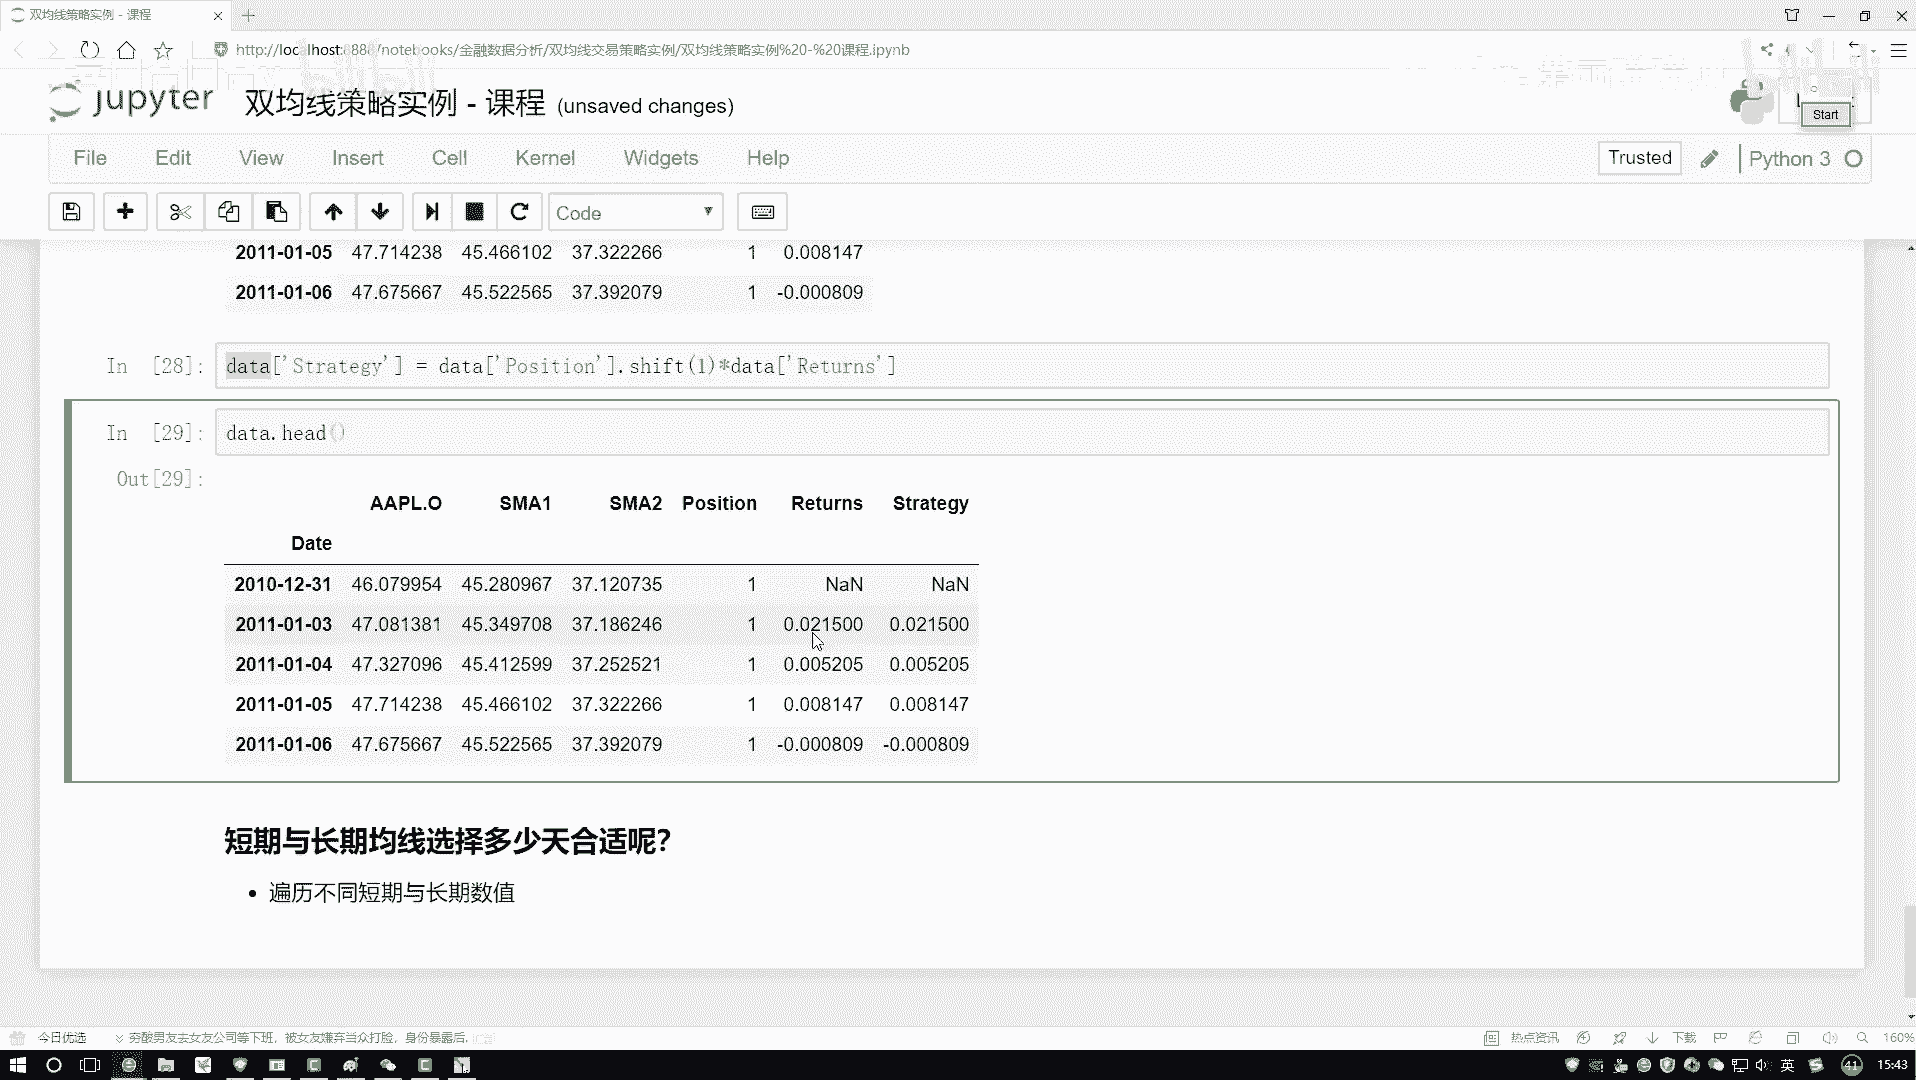 双均线策略实例 - 课程
http://localhost:8888/notebooks/金融数据分析/双均线交易策略实例/双均线策略实例%20-%20课程.ipynb
jupyter 双均线策略实例 - 课程 (unsaved changes)
Start
File Edit View Insert Cell Kernel Widgets Help Trusted Python 3
Code
2011-01-05 47.714238 45.466102 37.322266 1 0.008147
2011-01-06 47.675667 45.522565 37.392079 1 -0.000809
In [28]: data['Strategy'] = data['Position'].shift(1)*data['Returns']
In [29]: data.head()
Out[29]:
AAPL.O SMA1 SMA2 Position Returns Strategy
Date
2010-12-31 46.079954 45.280967 37.120735 1 NaN NaN
2011-01-03 47.081381 45.349708 37.186246 1 0.021500 0.021500
2011-01-04 47.327096 45.412599 37.252521 1 0.005205 0.005205
2011-01-05 47.714238 45.466102 37.322266 1 0.008147 0.008147
2011-01-06 47.675667 45.522565 37.392079 1 -0.000809 -0.000809
短期与长期均线选择多少天合适呢?
遍历不同短期与长期数值
今日优选 穷酸男友去女友公司等下班, 被女友嫌弃当众打脸, 身份暴露后, 热点资讯 下载 160%
英 41 15:43